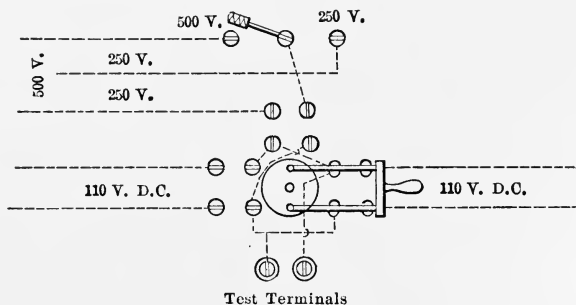 500 V.
250 V.
500 V.
250 V.
250 V.
110 V. D.C.
110 V. D.C.
Test Terminals